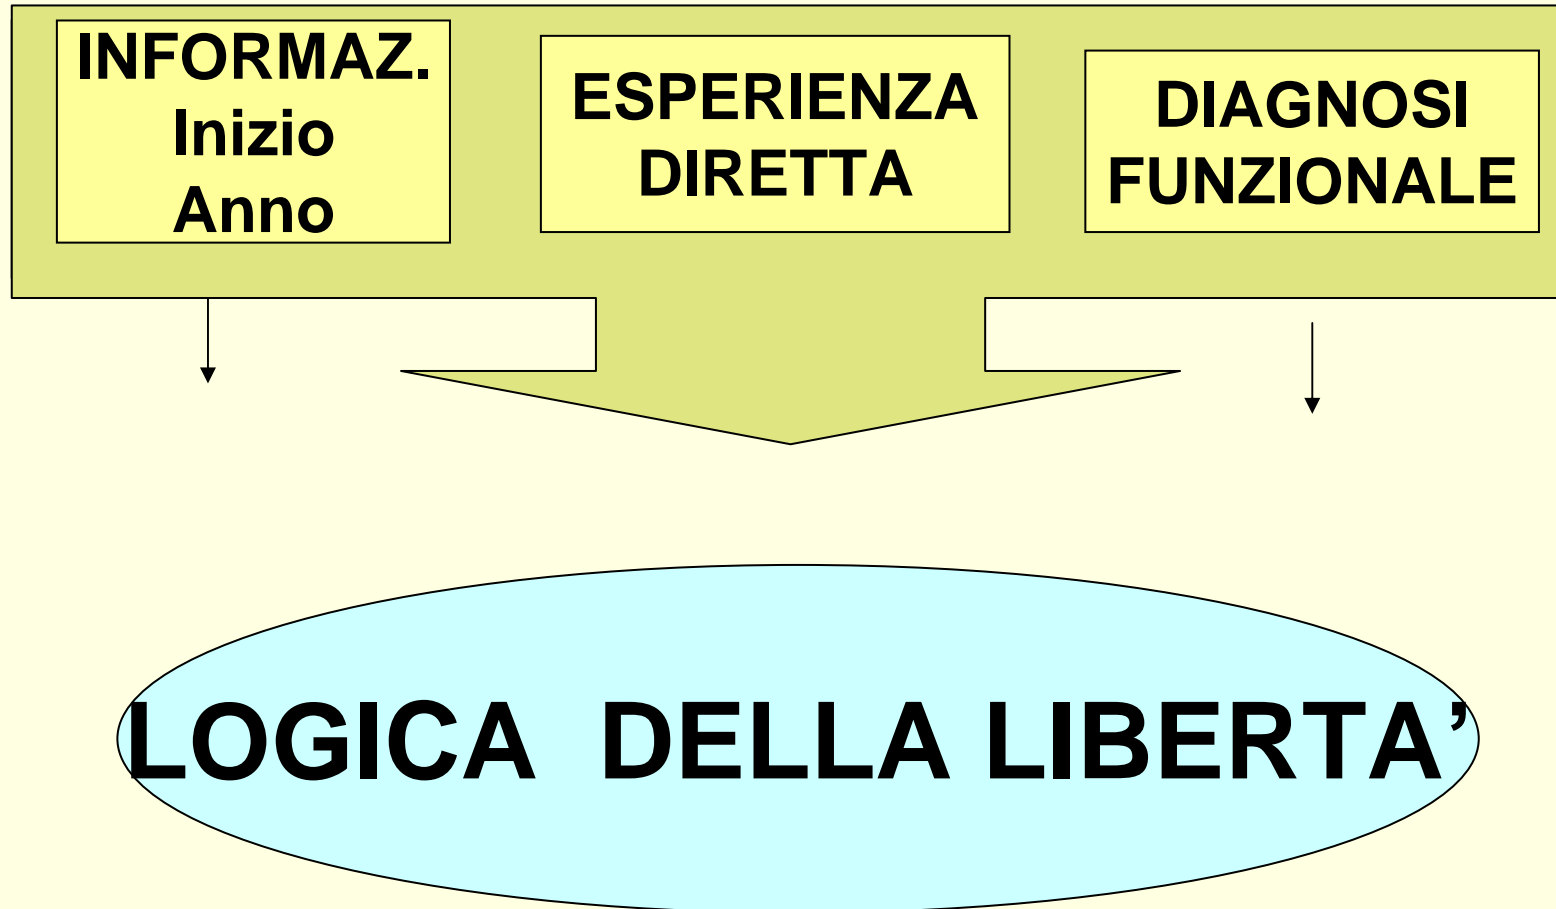 INFORMAZ.
Inizio
Anno
ESPERIENZA
DIRETTA
DIAGNOSI
FUNZIONALE
LOGICA DELLA LIBERTA’